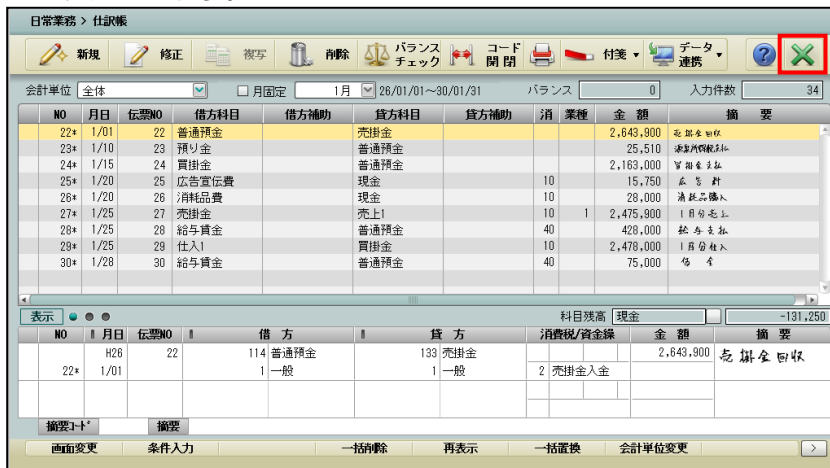 日常業務 > 仕訳帳
新規 修正 複写 削除 バランスチェック コード開閉 付箋 データ連携
会計単位 全体 月固定 1月 26/01/01~30/01/31 バランス 0 入力件数 34
NO 月日 伝票NO 借方科目 借方補助 貸方科目 貸方補助 消 業種 金 額 摘 要
22* 1/01 22 普通預金 売掛金 2,643,900 売掛金回収
23* 1/10 23 預り金 普通預金 25,510 源泉所得税支払
24* 1/15 24 買掛金 普通預金 2,163,000 買掛金支払
25* 1/20 25 広告宣伝費 現金 10 15,750 広告
26* 1/20 26 消耗品費 現金 10 28,000 消耗品購入
27* 1/25 27 売掛金 売上1 10 1 2,475,900 1月分売上
28* 1/25 28 給与賃金 普通預金 40 428,000 給与支払
29* 1/25 29 仕入1 買掛金 10 2,478,000 1月分仕入
30* 1/28 30 給与賃金 普通預金 40 75,000
表示 科目残高 現金 -131,250
NO 月日 伝票NO 借 方 貸 方 消費税/資金繰 金 額 摘 要
H26 22 114 普通預金 133 売掛金 2,643,900 売掛金回収
22* 1/01 1 一般 1 一般 2 売掛金入金
摘要コード 摘要
画面変更 条件入力 一括削除 再表示 一括置換 会計単位変更